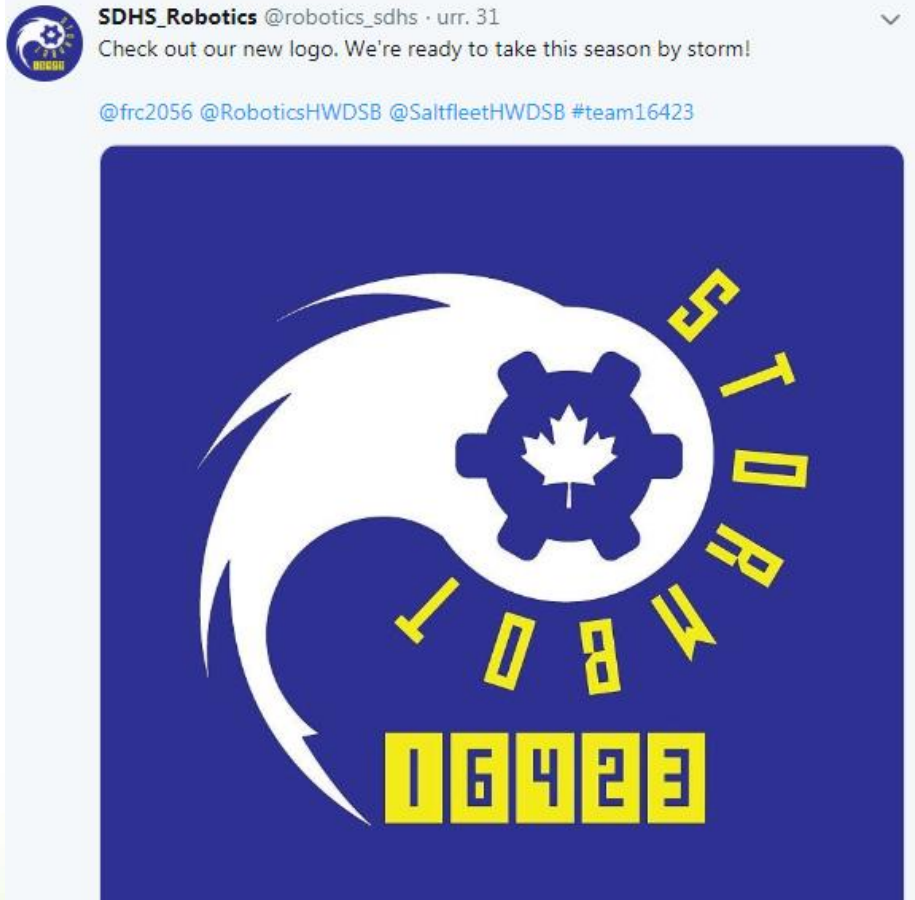 SDHS_Robotics @robotics_sdhs · urr. 31
Check out our new logo. We're ready to take this season by storm!
@frc2056 @RoboticsHWDSB @SaltfleetHWDSB #team16423
STORMBOT
16423